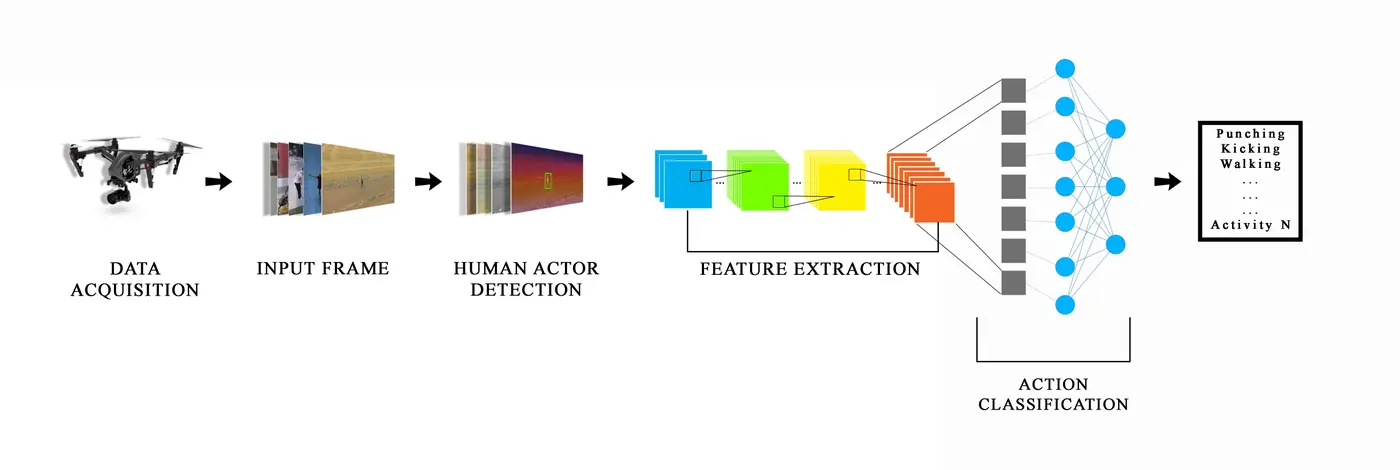 DATA
ACQUISITION
INPUT FRAME
HUMAN ACTOR
DETECTION
...
...
...
FEATURE EXTRACTION
ACTION
CLASSIFICATION
Punching
Kicking
Walking
...
...
...
Activity N